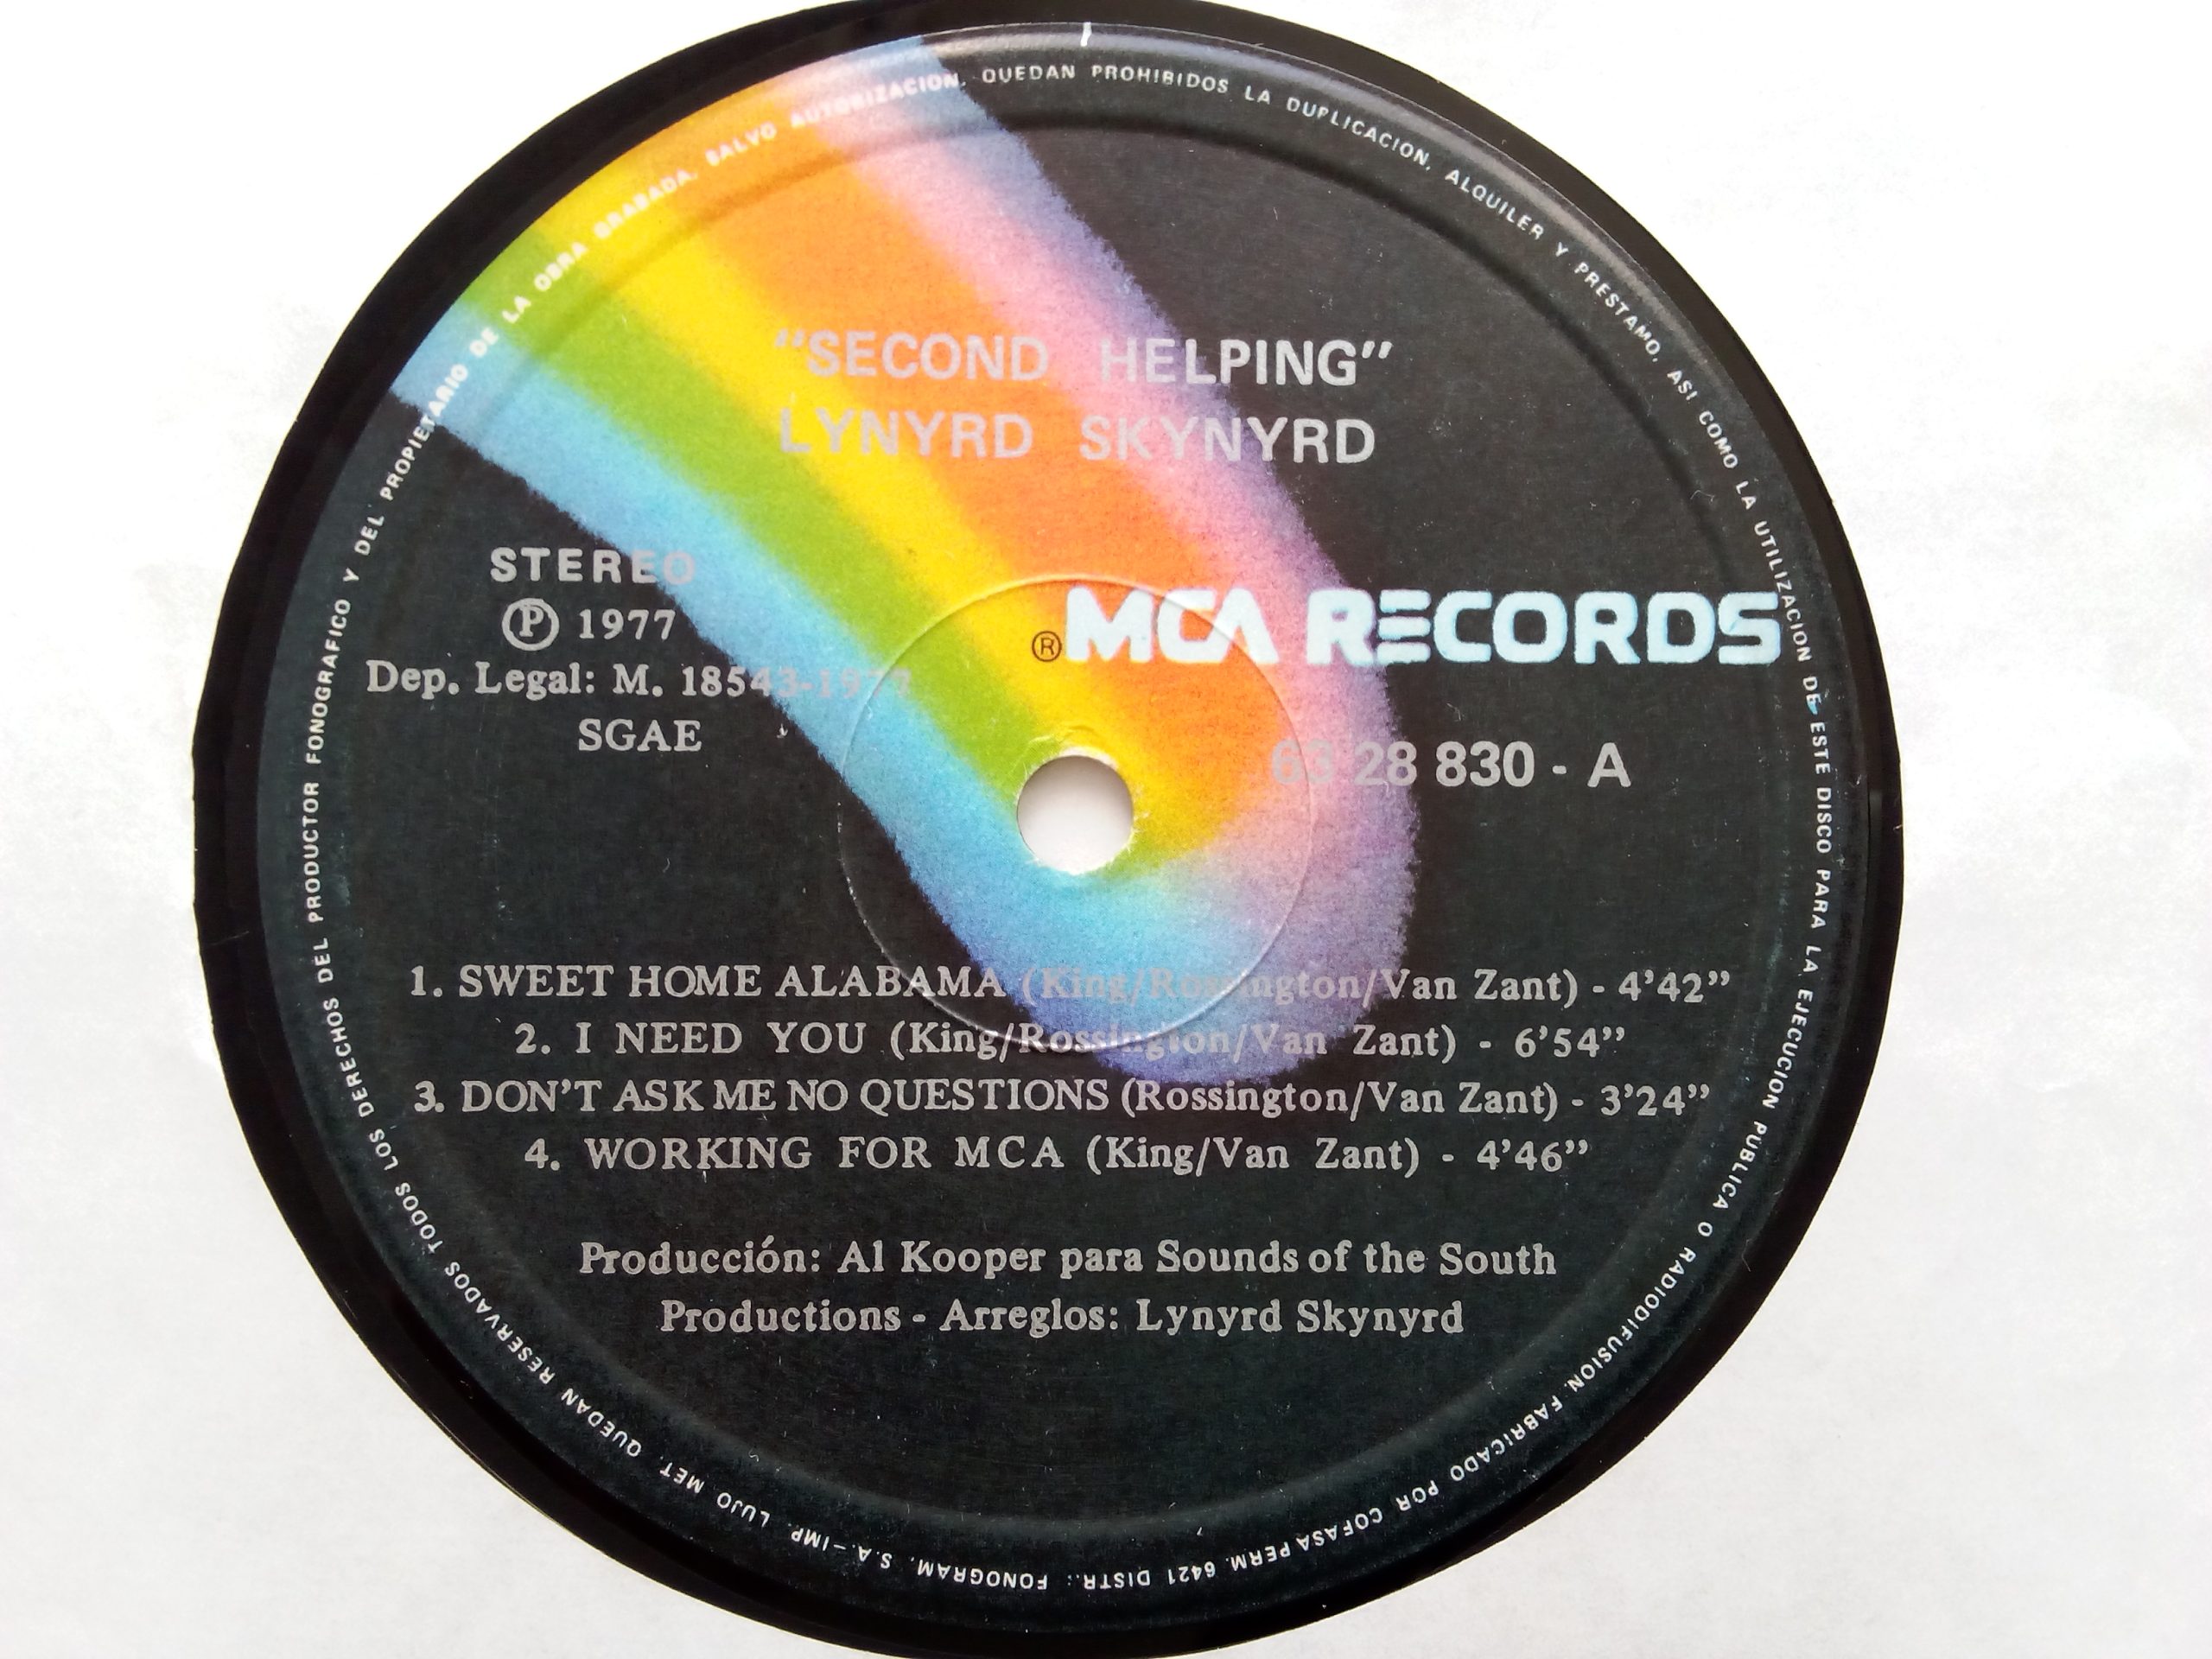 "SECOND HELPING"
LYNYRD SKYNYRD
STEREO
Ⓟ 1977
Dep. Legal: M. 18543-1977
SGAE
®MCA RECORDS
63 28 830 - A
1. SWEET HOME ALABAMA (King/Rossington/Van Zant) - 4'42"
2. I NEED YOU (King/Rossington/Van Zant) - 6'54"
3. DON'T ASK ME NO QUESTIONS (Rossington/Van Zant) - 3'24"
4. WORKING FOR MCA (King/Van Zant) - 4'46"
Producción: Al Kooper para Sounds of the South
Productions - Arreglos: Lynyrd Skynyrd
QUEDAN RESERVADOS TODOS LOS DERECHOS DEL PRODUCTOR FONOGRAFICO Y DEL PROPIETARIO DE LA OBRA GRABADA. SALVO AUTORIZACION, QUEDAN PROHIBIDOS LA DUPLICACION, ALQUILER Y PRESTAMO, ASI COMO LA UTILIZACION DE ESTE DISCO PARA LA EJECUCION PUBLICA O RADIODIFUSION. FABRICADO POR COFASA PERM. 6421 DISTR.: FONOGRAM, S.A.-IMP. LUJO MET.